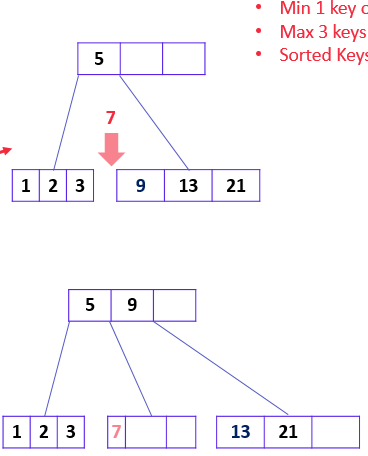 Min 1 key
Max 3 keys
Sorted Keys
5
7
1 2 3 9 13 21
5 9
1 2 3 7 13 21